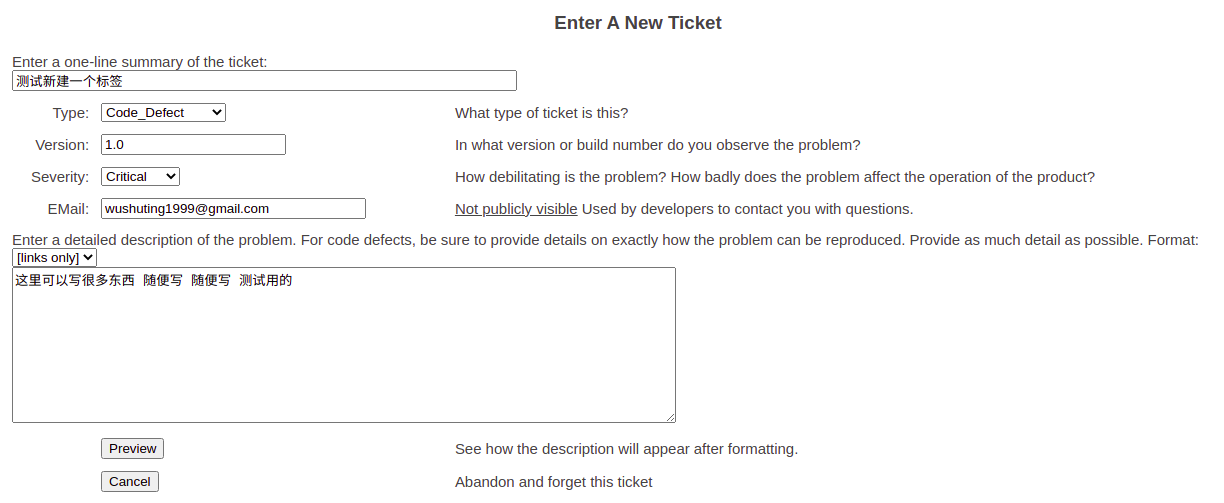 Enter A New Ticket
Enter a one-line summary of the ticket:
测试新建一个标签
Type: Code_Defect What type of ticket is this?
Version: 1.0 In what version or build number do you observe the problem?
Severity: Critical How debilitating is the problem? How badly does the problem affect the operation of the product?
EMail: wushuting1999@gmail.com Not publicly visible Used by developers to contact you with questions.
Enter a detailed description of the problem. For code defects, be sure to provide details on exactly how the problem can be reproduced. Provide as much detail as possible. Format:
[links only]
这里可以写很多东西 随便写 随便写 测试用的
Preview See how the description will appear after formatting.
Cancel Abandon and forget this ticket